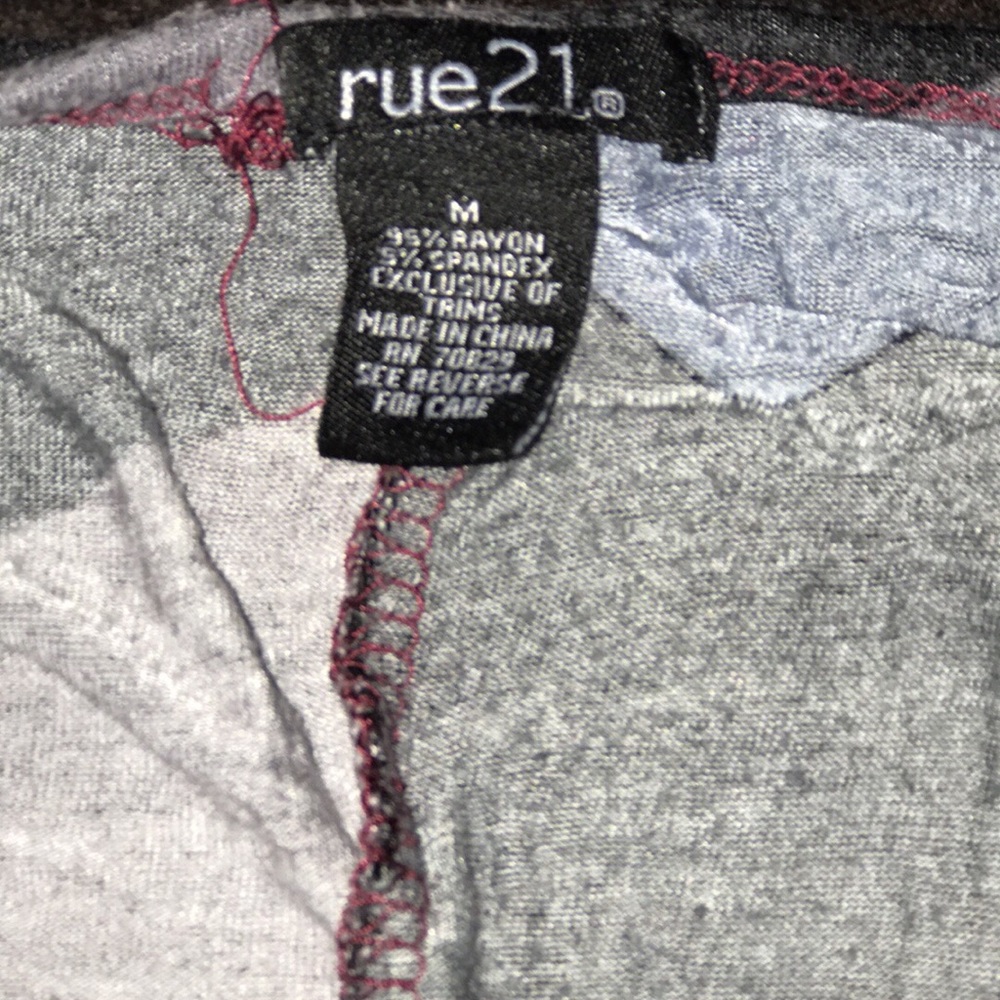 rue21®
M
95% RAYON
5% SPANDEX
EXCLUSIVE OF
TRIMS
MADE IN CHINA
RN 70829
SEE REVERSE
FOR CARE